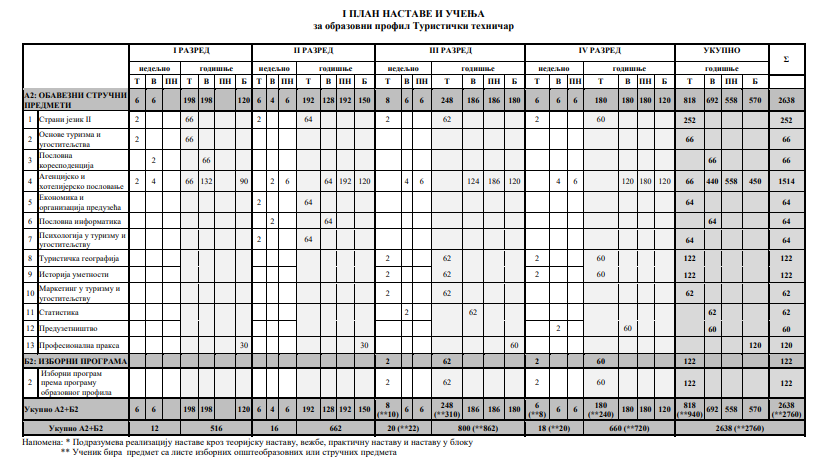 I ПЛАН НАСТАВЕ И УЧЕЊА
за образовни профил Туристички техничар
I РАЗРЕД II РАЗРЕД III РАЗРЕД IV РАЗРЕД УКУПНО Σ
недељно годишње недељно годишње недељно годишње недељно годишње годишње
Т В ПН Т В ПН Б Т В ПН Т В ПН Б Т В ПН Т В ПН Б Т В ПН Т В ПН Б Т В ПН Б
А2: ОБАВЕЗНИ СТРУЧНИ ПРЕДМЕТИ 6 6 198 198 120 6 4 6 192 128 192 150 8 6 6 248 186 186 180 6 6 6 180 180 180 120 818 692 558 570 2638
1 Страни језик II 2 66 2 64 2 62 2 60 252 252
2 Основе туризма и угоститељства 2 66 66 66
3 Пословна кореспонденција 2 66 66 66
4 Агенцијско и хотелијерско пословање 2 4 66 132 90 2 6 64 192 120 4 6 124 186 120 4 6 120 180 120 66 440 558 450 1514
5 Економика и организација предузећа 2 64 64 64
6 Пословна информатика 2 64 64 64
7 Психологија у туризму и угоститељству 2 64 64 64
8 Туристичка географија 2 62 2 60 122 122
9 Историја уметности 2 62 2 60 122 122
10 Маркетинг у туризму и угоститељству 2 62 62 62
11 Статистика 2 62 62 62
12 Предузетништво 2 60 60 60
13 Професионална пракса 30 30 60 120 120
Б2: ИЗБОРНИ ПРОГРАМА 2 62 2 60 122 122
2 Изборни програм према програму образовног профила 2 62 2 60 122 122
Укупно А2+Б2 6 6 198 198 120 6 4 6 192 128 192 150 8 (**10) 6 6 248 (**310) 186 186 180 6 (**8) 6 6 180 (**240) 180 180 120 818 (**940) 692 558 570 2638 (**2760)
Укупно А2+Б2 12 516 16 662 20 (**22) 800 (**862) 18 (**20) 660 (**720) 2638 (**2760)
Напомена: * Подразумева реализацију наставе кроз теоријску наставу, вежбе, практичну наставу и наставу у блоку
** Ученик бира предмет са листе изборних општеобразовних или стручних предмета